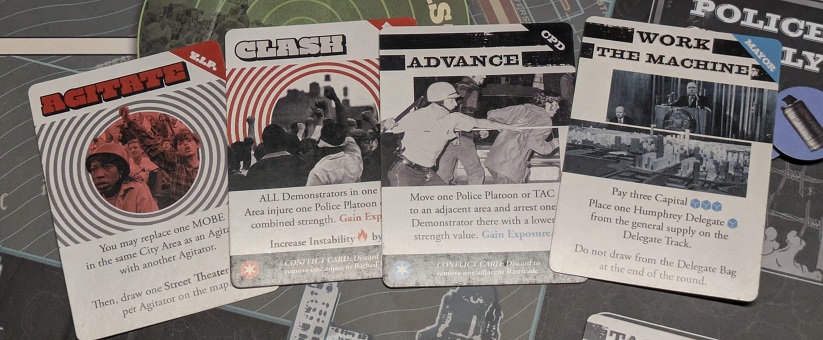 AGITATE
Y.I.P.
You may replace one MOBE
in the same City Area as an
with another Agitator.
Then, draw one Street Theater
per Agitator on the map
CLASH
ALL Demonstrators in one
Area injure one Police Platoon
combined strength. Gain
Increase Instability by
CONFLICT CARD: Discard
remove one adjacent
ADVANCE
CPD
Move one Police Platoon or TAC
to an adjacent area and arrest one
Demonstrator there with a lower
strength value. Gain Exposure.
CONFLICT CARD: Discard to
remove one adjacent Barricade
WORK
THE MACHINE
MAYOR
Pay three Capital
Place one Humphrey Delegate
from the general supply on the
Delegate Track.
Do not draw from the Delegate Bag
at the end of the round.
POLICE